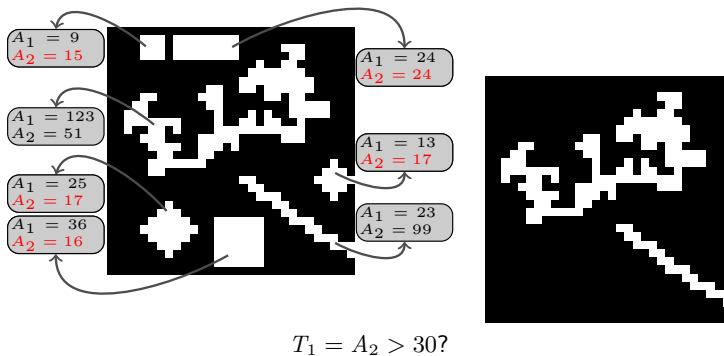 A₁ = 9
A₂ = 15
A₁ = 24
A₂ = 24
A₁ = 123
A₂ = 51
A₁ = 13
A₂ = 17
A₁ = 25
A₂ = 17
A₁ = 36
A₂ = 16
A₁ = 23
A₂ = 99
T₁ = A₂ > 30?